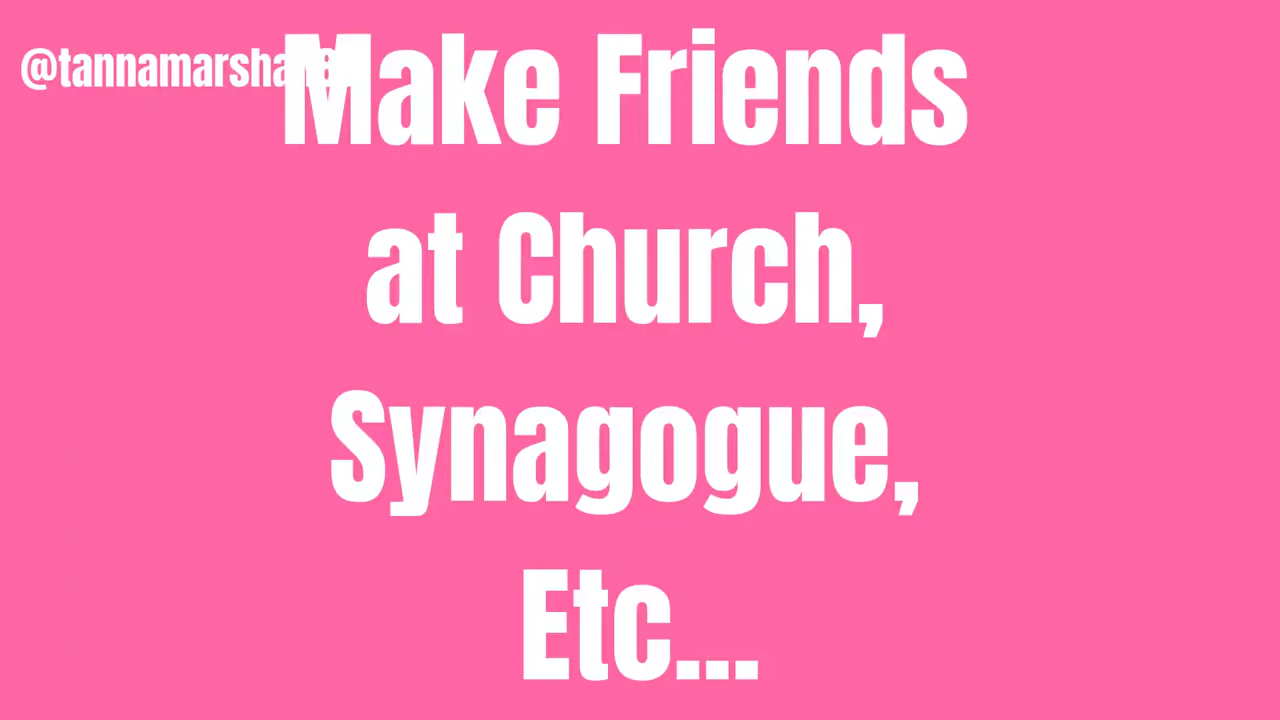 Make Friends
at Church,
Synagogue,
Etc...